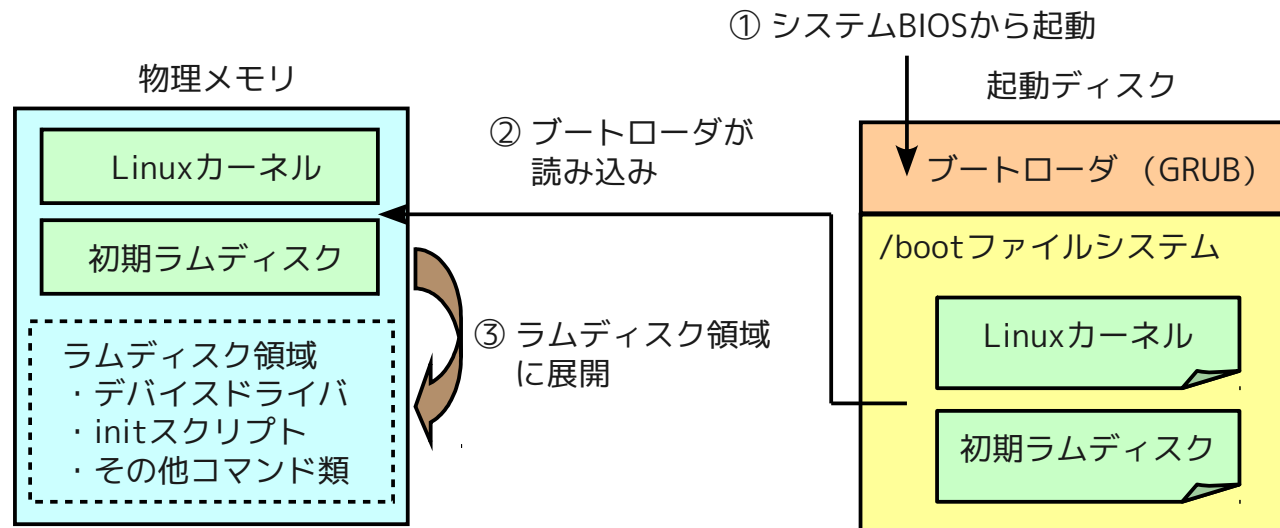 ① システムBIOSから起動
物理メモリ
起動ディスク
Linuxカーネル
初期ラムディスク
ラムディスク領域
・デバイスドライバ
・initスクリプト
・その他コマンド類
② ブートローダが
読み込み
③ ラムディスク領域
に展開
ブートローダ (GRUB)
/bootファイルシステム
Linuxカーネル
初期ラムディスク